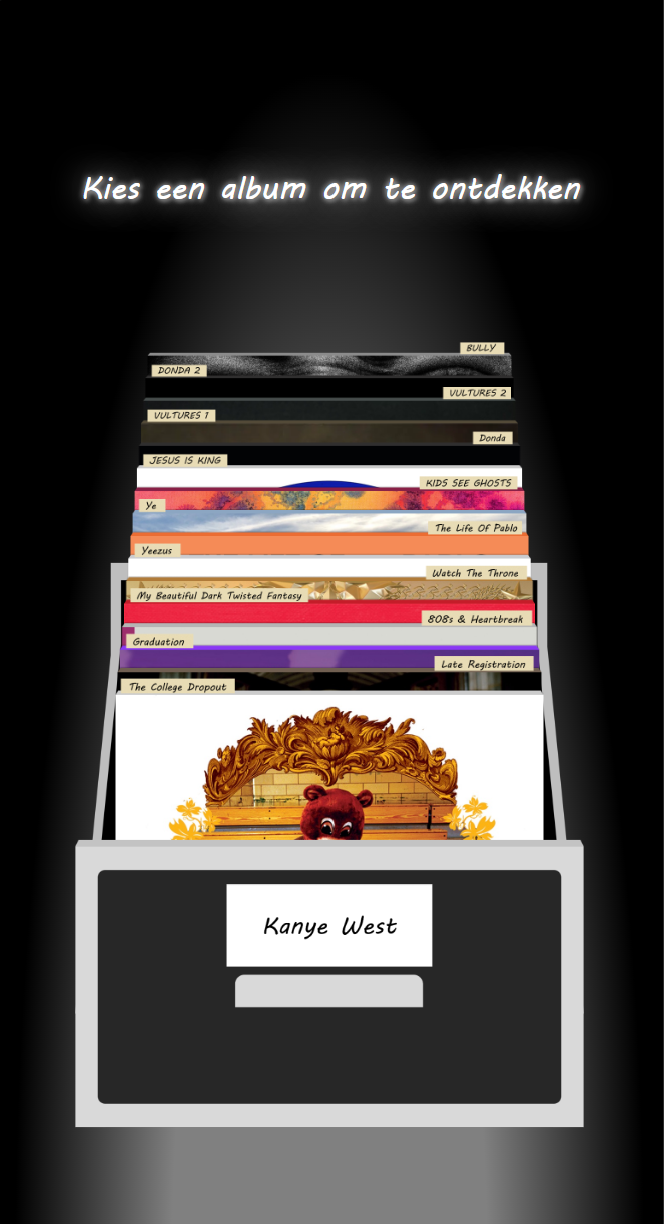 Kies een album om te ontdekken
BULLY
DONDA 2
VULTURES 2
VULTURES 1
Donda
JESUS IS KING
KIDS SEE GHOSTS
Ye
The Life Of Pablo
Yeezus
Watch The Throne
My Beautiful Dark Twisted Fantasy
808s & Heartbreak
Graduation
Late Registration
The College Dropout
Kanye West